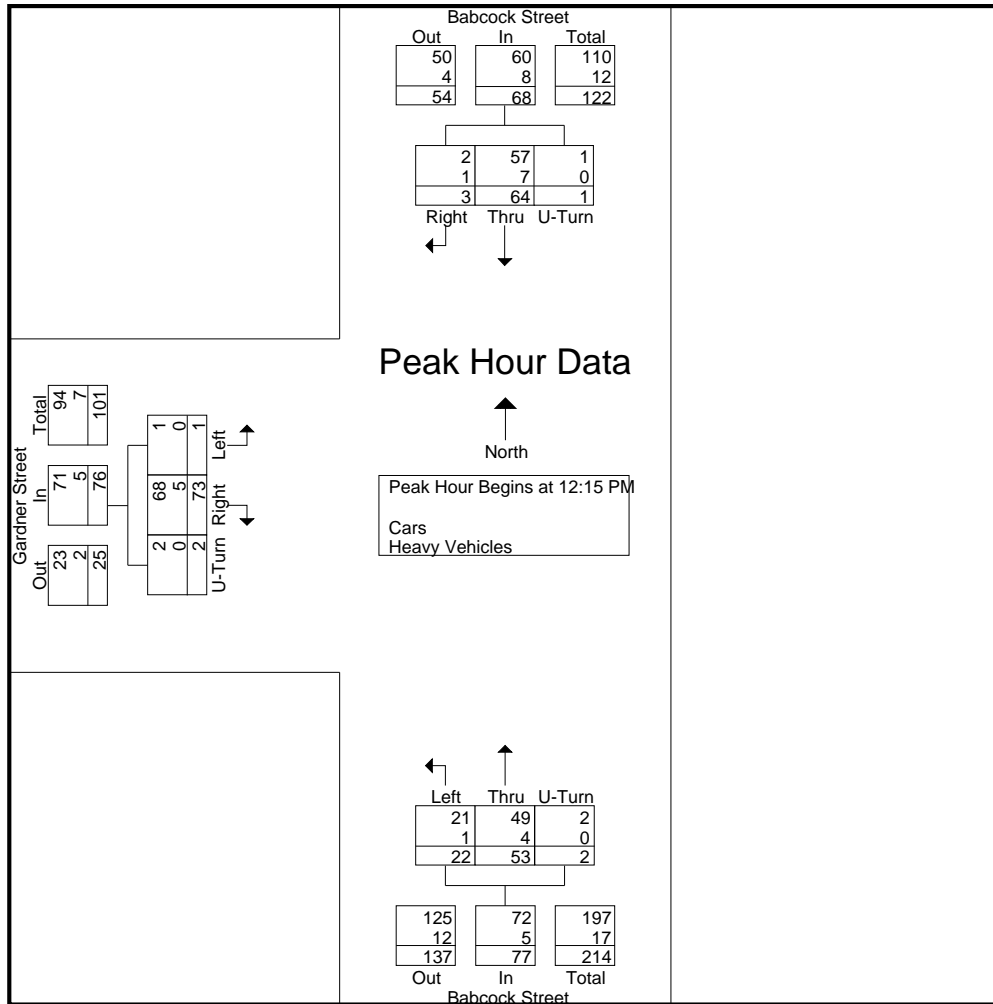 Babcock Street
Out In Total
50 60 110
4 8 12
54 68 122
2 57 1
1 7 0
3 64 1
Right Thru U-Turn
Peak Hour Data
North
Peak Hour Begins at 12:15 PM
Cars
Heavy Vehicles
Gardner Street
Out In Total
23 71 94
2 5 7
25 76 101
2 68 1
0 5 0
2 73 1
U-Turn Right Left
Left Thru U-Turn
21 49 2
1 4 0
22 53 2
125 72 197
12 5 17
137 77 214
Out In Total
Babcock Street